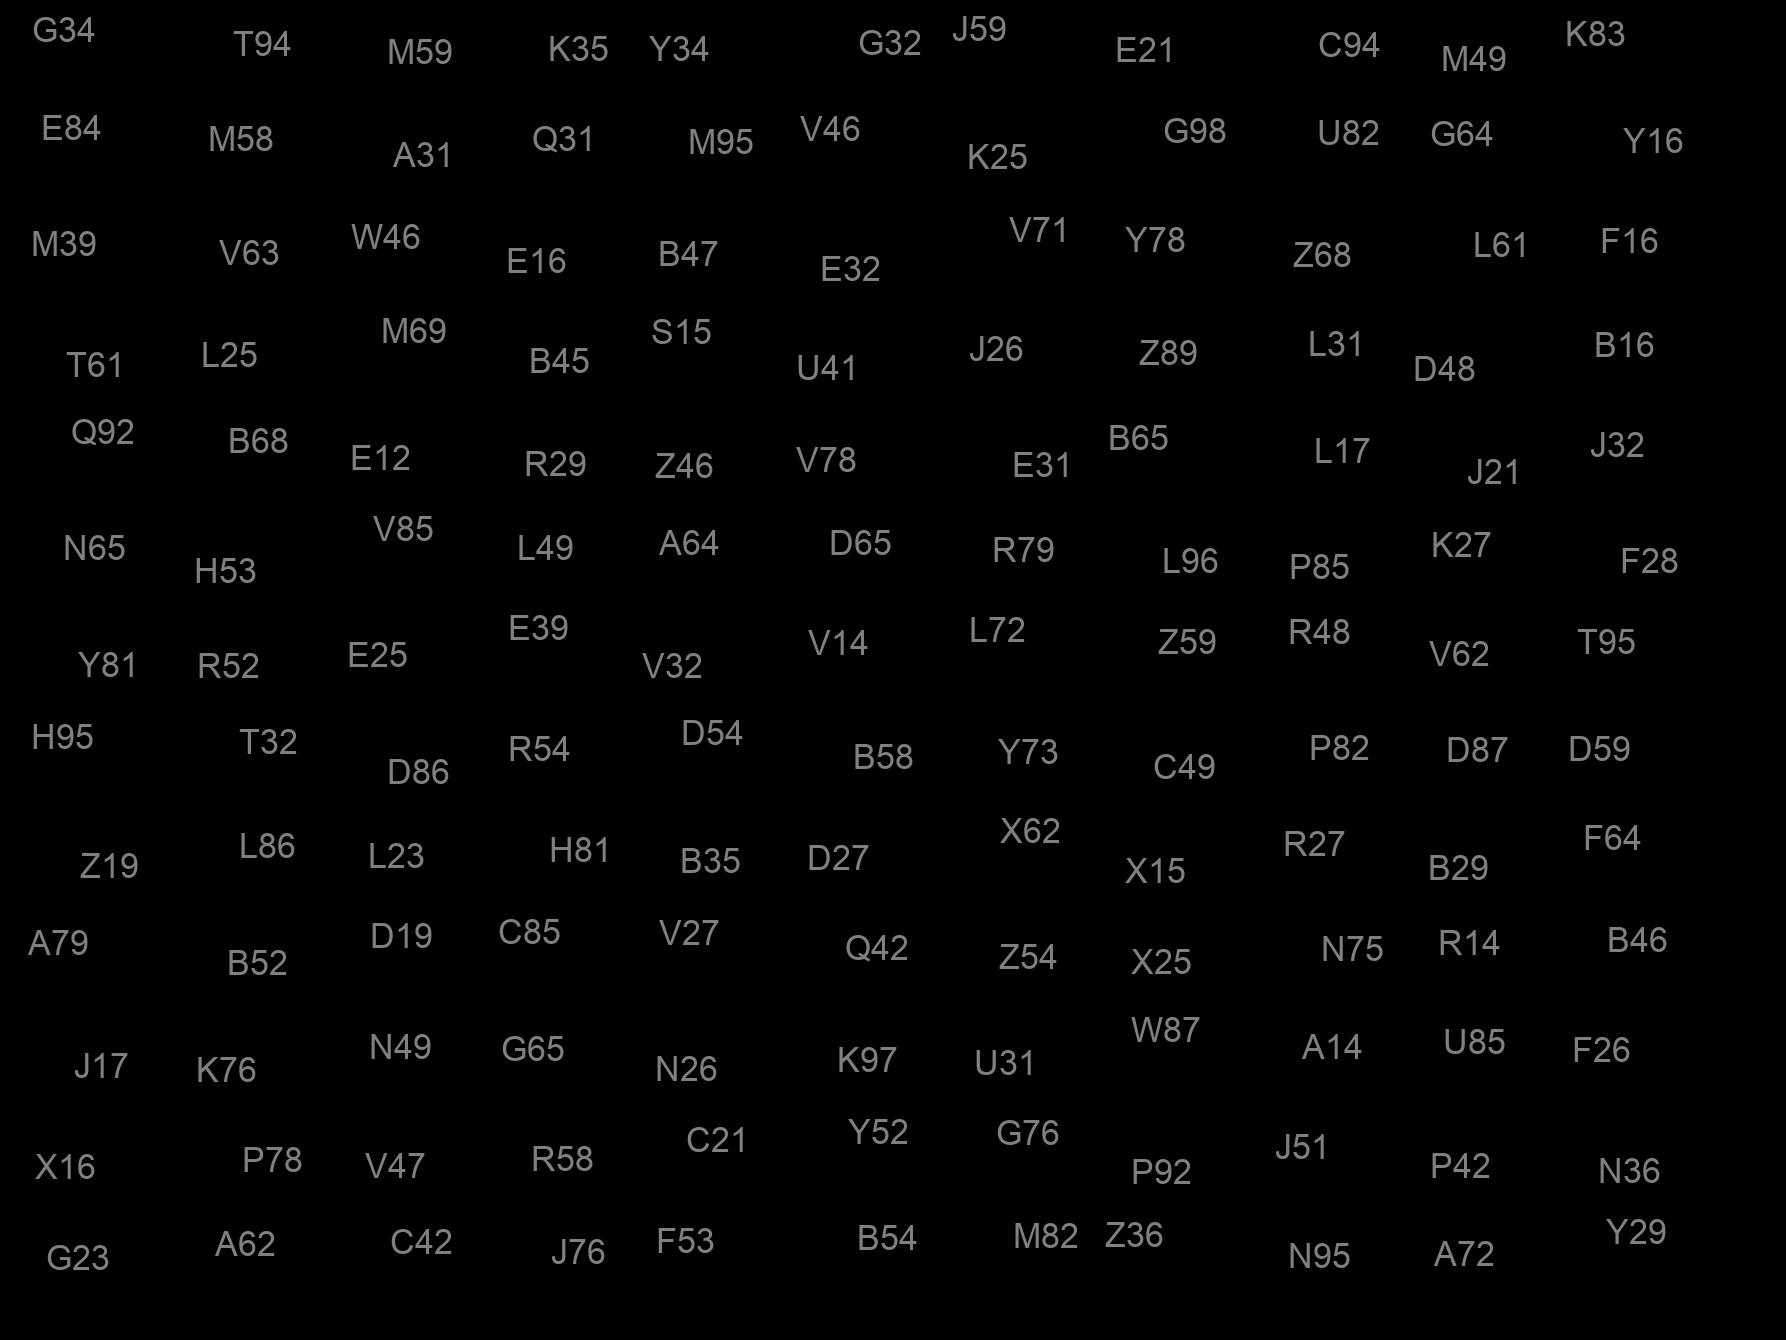 G34 T94 M59 K35 Y34 G32 J59 E21 C94 M49 K83
E84 M58 A31 Q31 M95 V46 K25 G98 U82 G64 Y16
M39 V63 W46 E16 B47 E32 V71 Y78 Z68 L61 F16
T61 L25 M69 B45 S15 U41 J26 Z89 L31 D48 B16
Q92 B68 E12 R29 Z46 V78 E31 B65 L17 J21 J32
N65 H53 V85 L49 A64 D65 R79 L96 P85 K27 F28
Y81 R52 E25 E39 V32 V14 L72 Z59 R48 V62 T95
H95 T32 D86 R54 D54 B58 Y73 C49 P82 D87 D59
Z19 L86 L23 H81 B35 D27 X62 X15 R27 B29 F64
A79 B52 D19 C85 V27 Q42 Z54 X25 N75 R14 B46
J17 K76 N49 G65 N26 K97 U31 W87 A14 U85 F26
X16 P78 V47 R58 C21 Y52 G76 P92 J51 P42 N36
G23 A62 C42 J76 F53 B54 M82 Z36 N95 A72 Y29